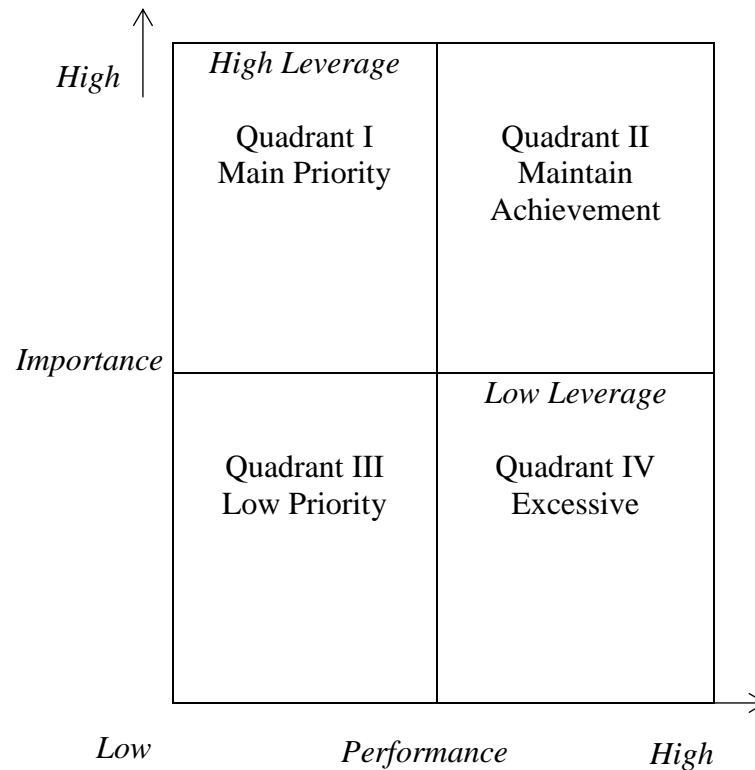 High
High Leverage
Quadrant I
Main Priority
Quadrant II
Maintain
Achievement
Importance
Low Leverage
Quadrant III
Low Priority
Quadrant IV
Excessive
Low
Performance
High